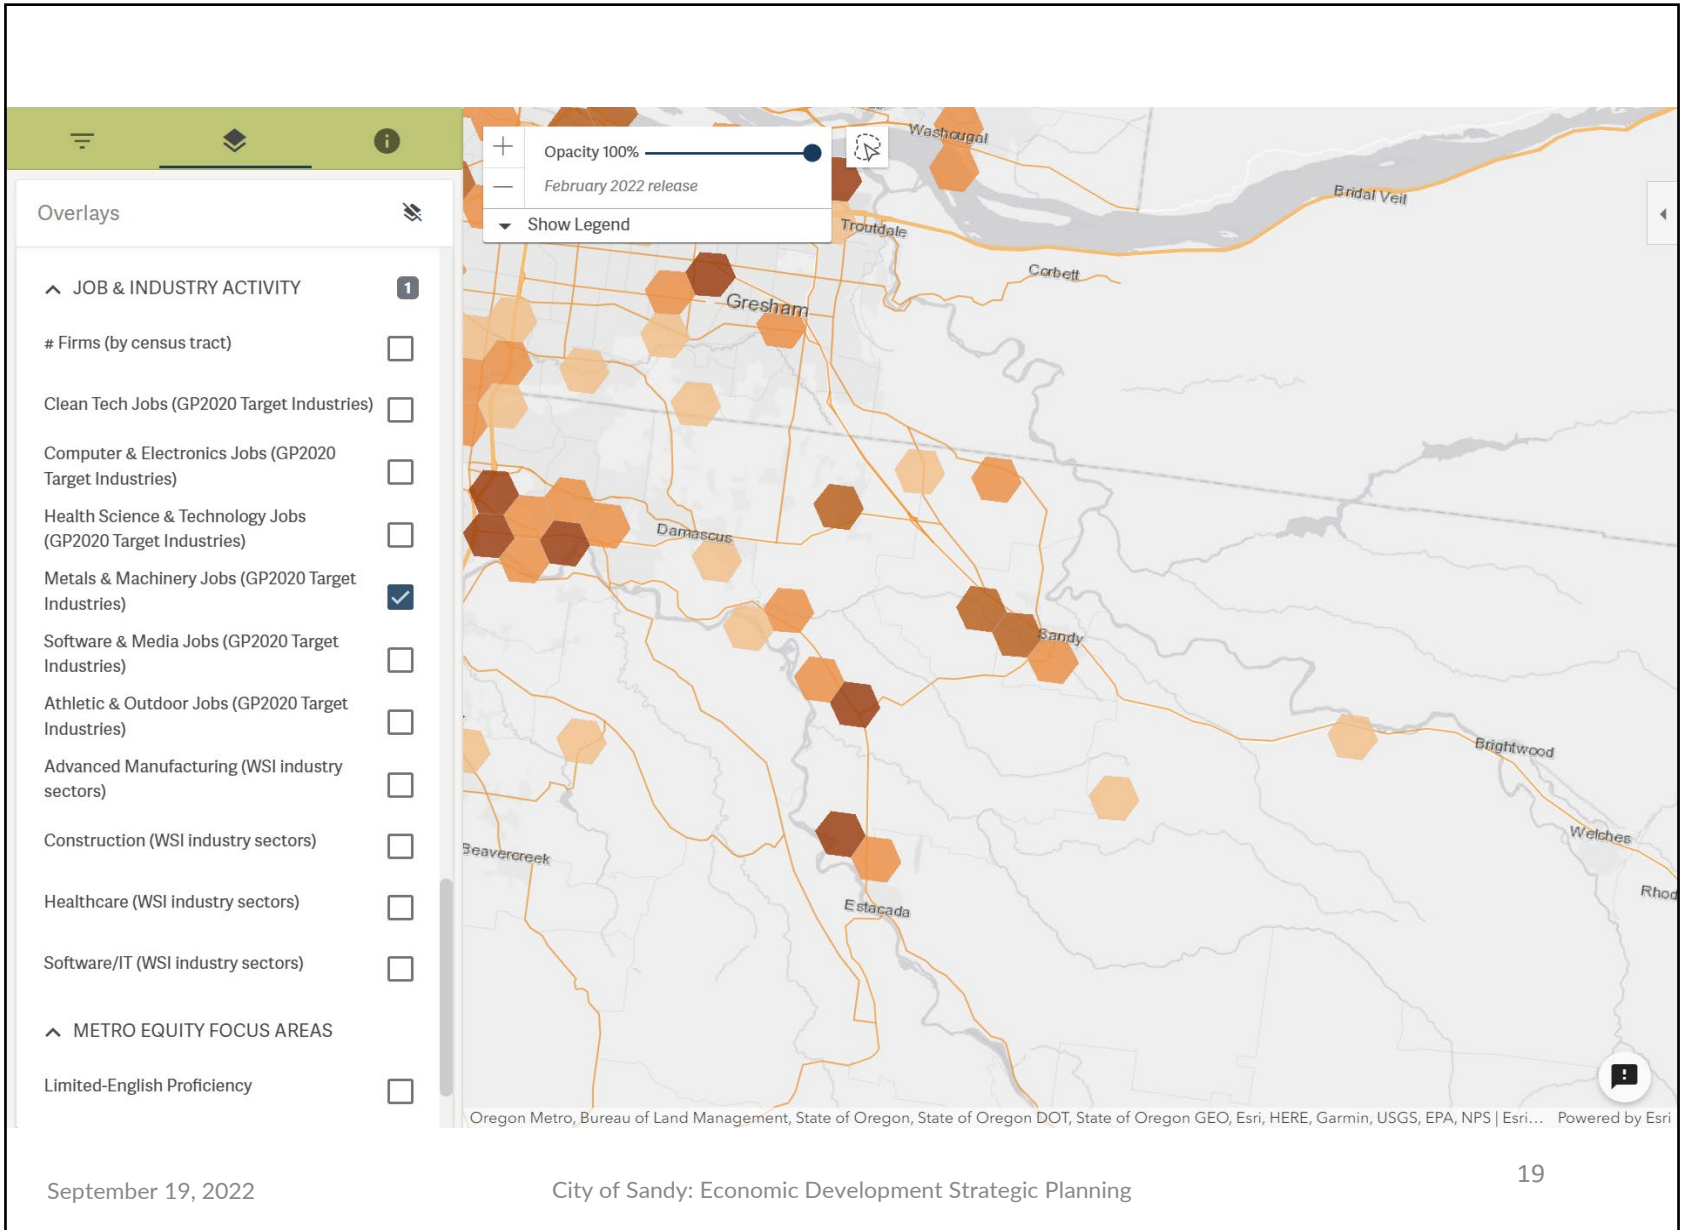 Overlays
JOB & INDUSTRY ACTIVITY
1
# Firms (by census tract)
Clean Tech Jobs (GP2020 Target Industries)
Computer & Electronics Jobs (GP2020
Target Industries)
Health Science & Technology Jobs
(GP2020 Target Industries)
Metals & Machinery Jobs (GP2020 Target
Industries)
Software & Media Jobs (GP2020 Target
Industries)
Athletic & Outdoor Jobs (GP2020 Target
Industries)
Advanced Manufacturing (WSI industry
sectors)
Construction (WSI industry sectors)
Healthcare (WSI industry sectors)
Software/IT (WSI industry sectors)
METRO EQUITY FOCUS AREAS
Limited-English Proficiency
Opacity 100%
February 2022 release
Show Legend
Washougal
Bridal Veil
Troutdale
Corbett
Gresham
Damascus
Sandy
Brightwood
Welches
Beavercreek
Rhod
Estacada
Oregon Metro, Bureau of Land Management, State of Oregon, State of Oregon DOT, State of Oregon GEO, Esri, HERE, Garmin, USGS, EPA, NPS | Esri... Powered by Esri
September 19, 2022
City of Sandy: Economic Development Strategic Planning
19